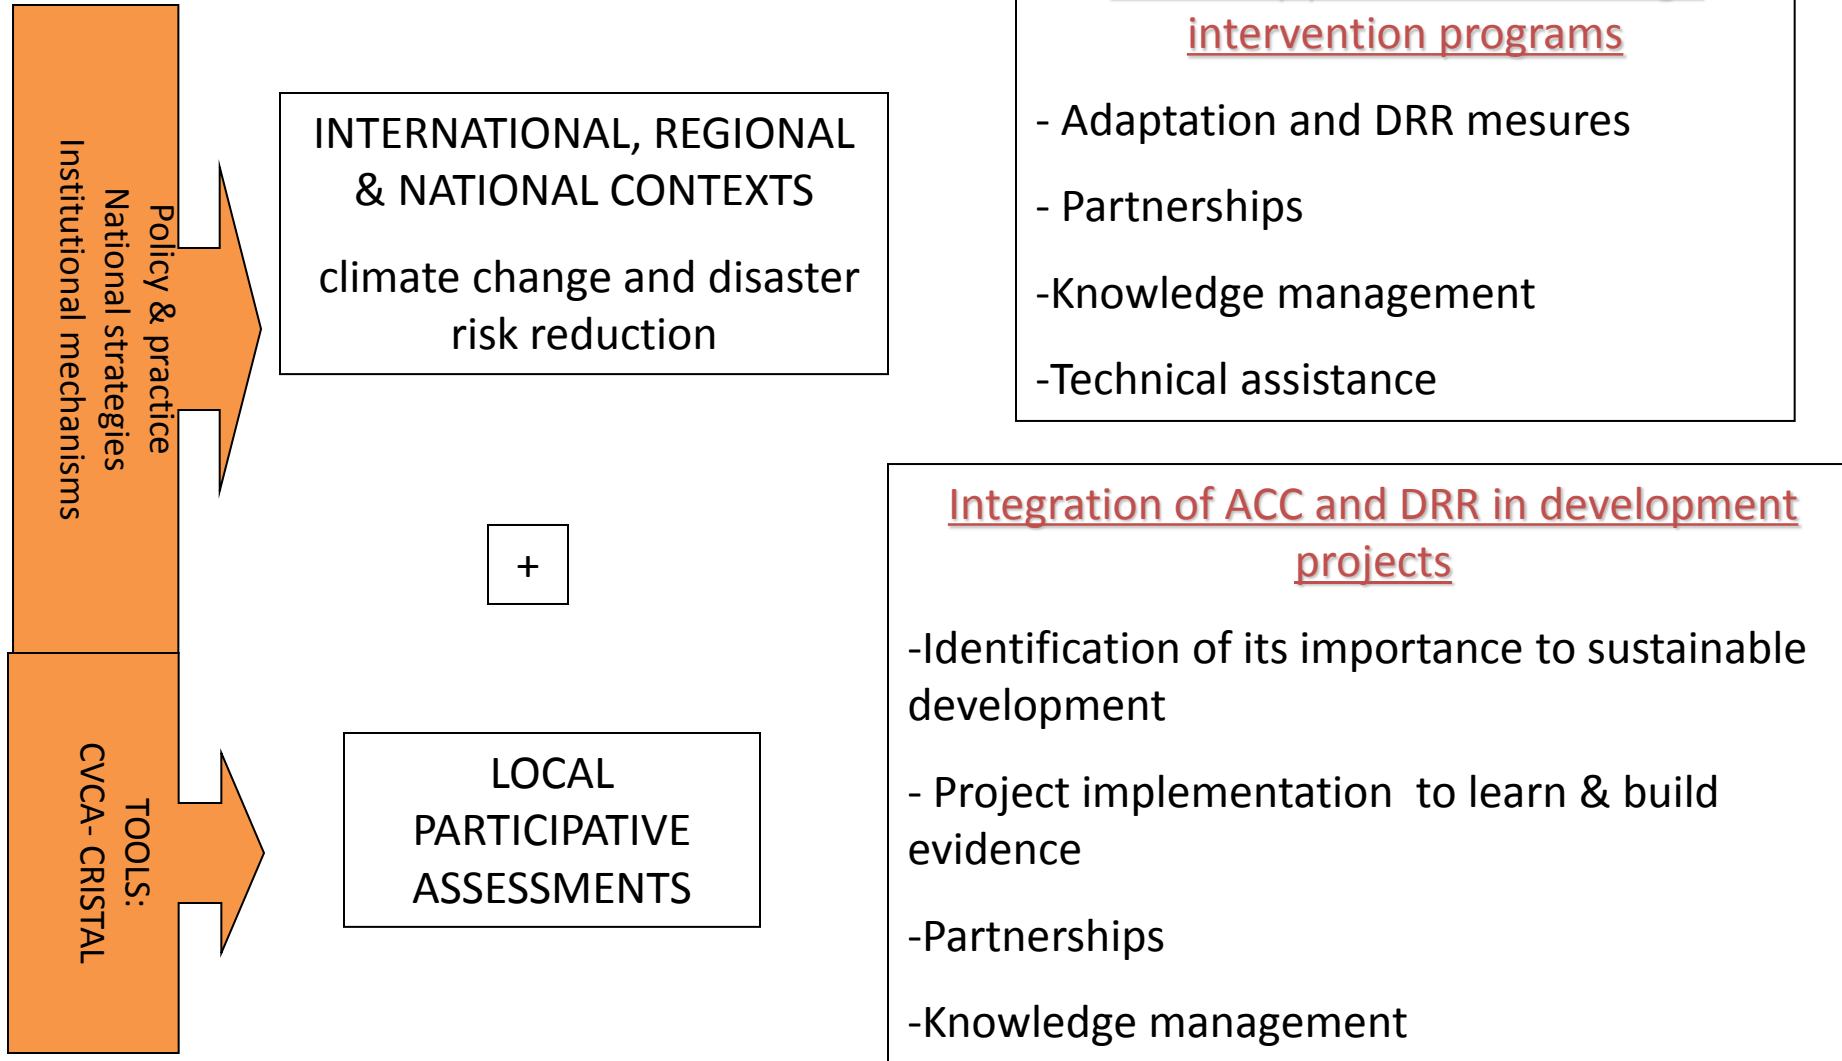 Policy & practice
National strategies
Institutional mechanisms
INTERNATIONAL, REGIONAL
& NATIONAL CONTEXTS
climate change and disaster
risk reduction
+
TOOLS:
CVCA- CRISTAL
LOCAL
PARTICIPATIVE
ASSESSMENTS
intervention programs
- Adaptation and DRR mesures
- Partnerships
-Knowledge management
-Technical assistance
Integration of ACC and DRR in development
projects
-Identification of its importance to sustainable
development
- Project implementation  to learn & build
evidence
-Partnerships
-Knowledge management